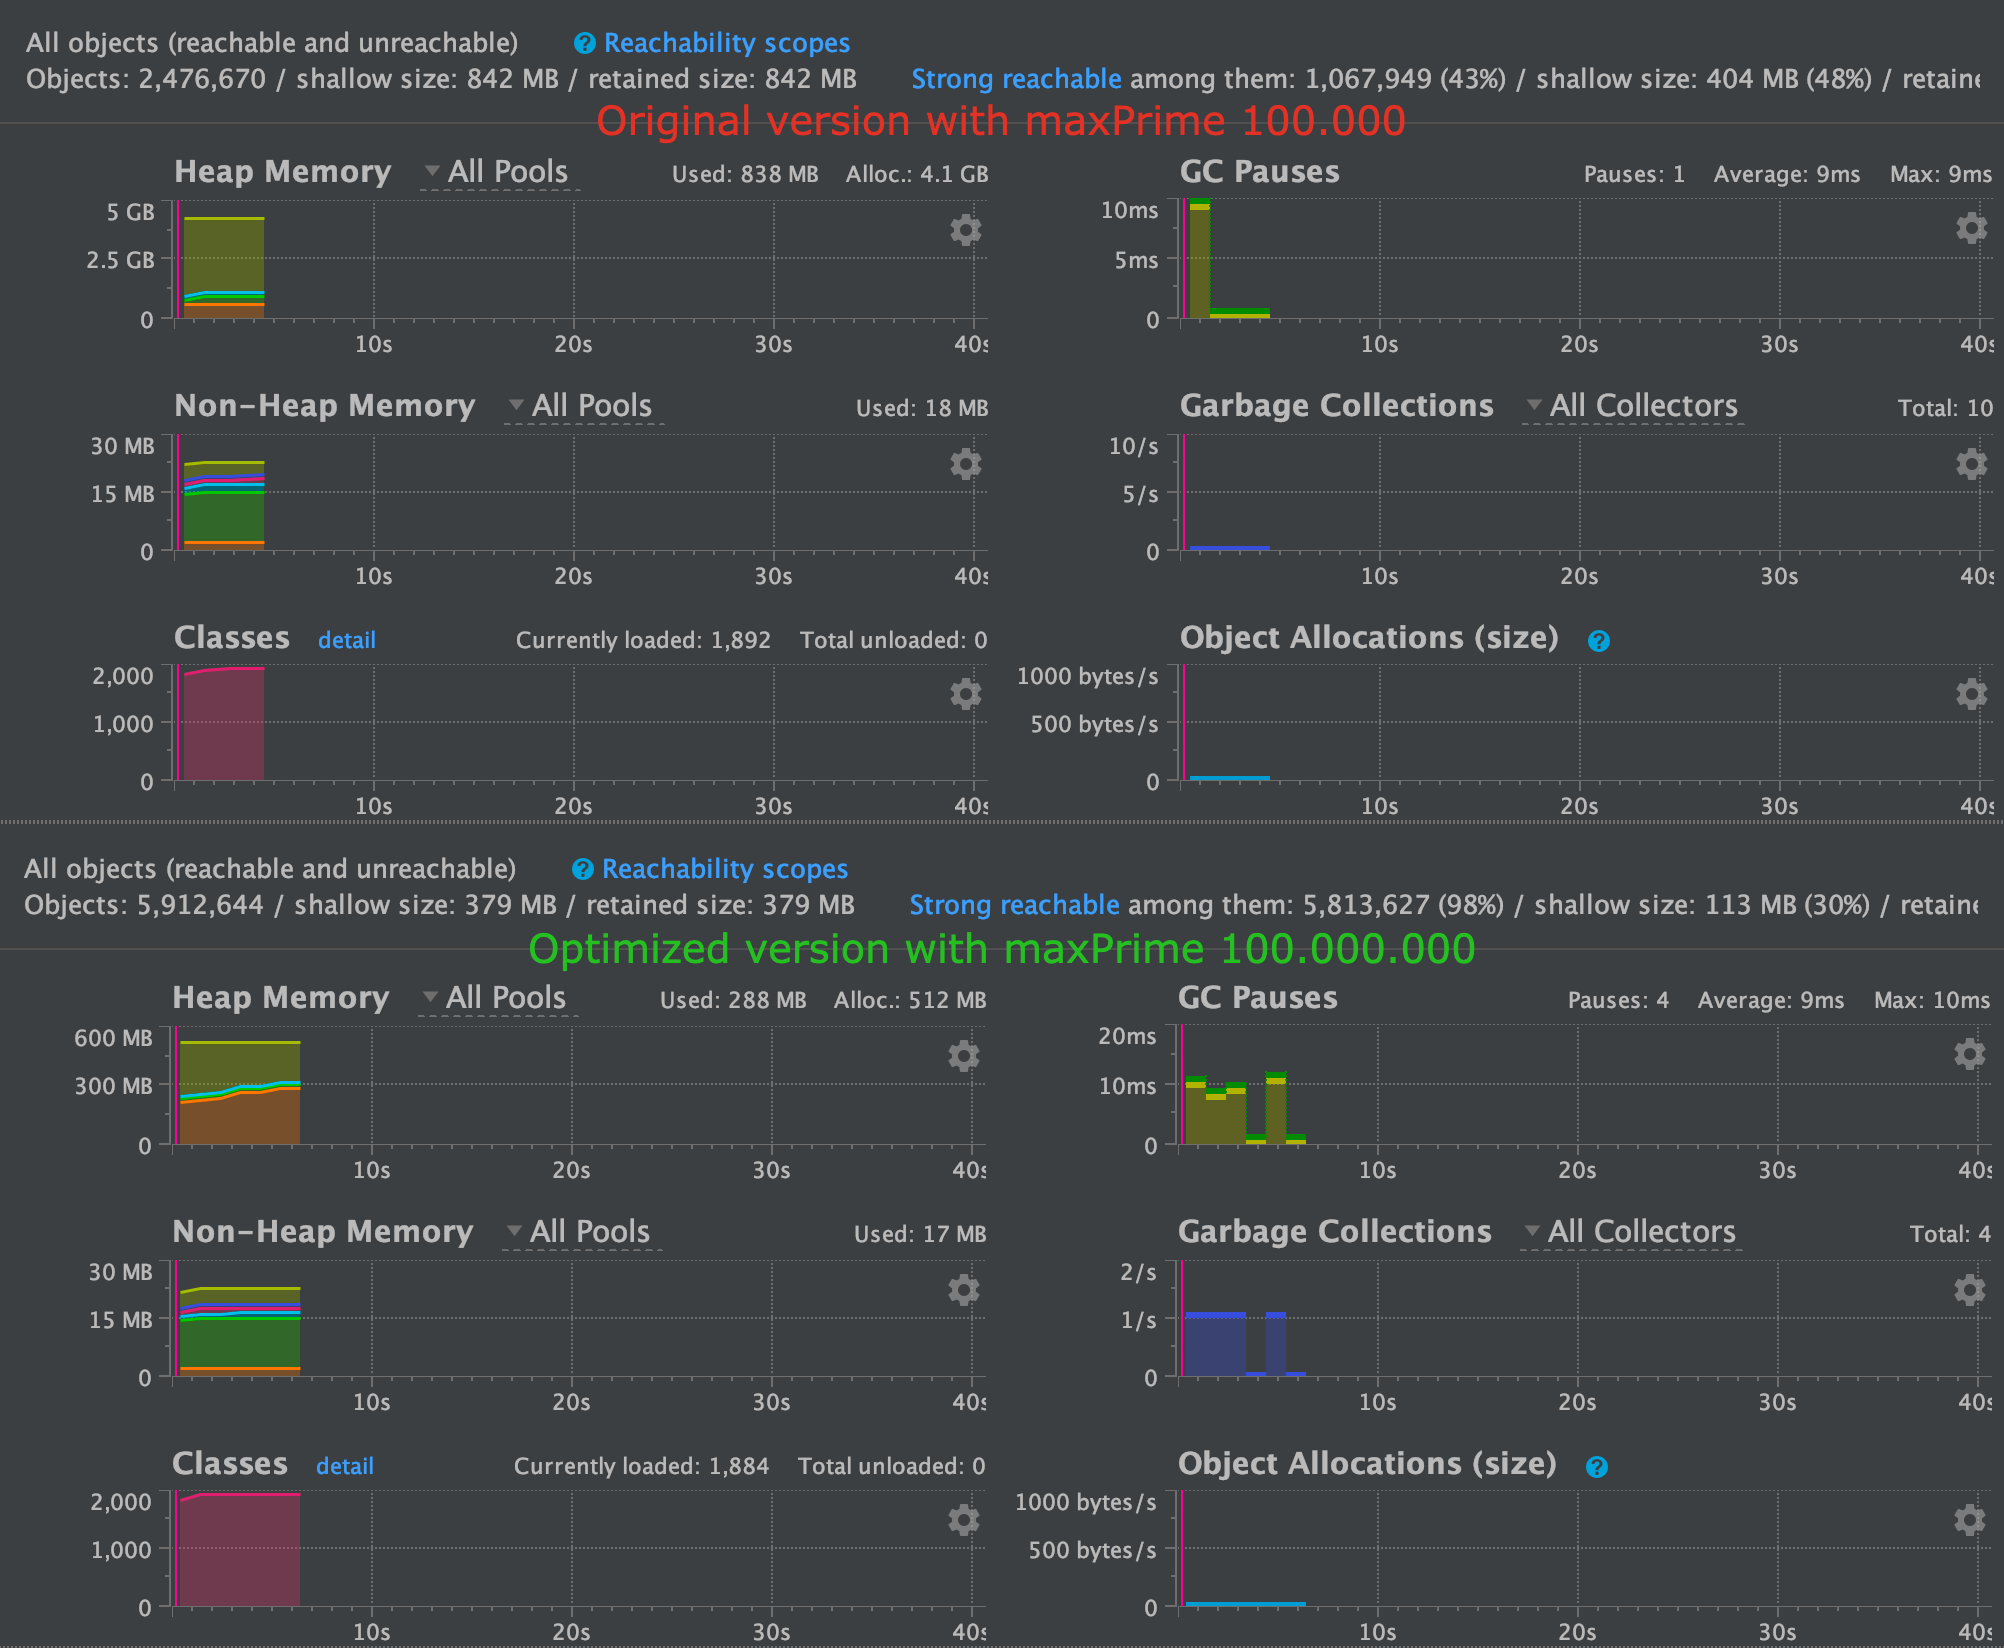 All objects (reachable and unreachable) ? Reachability scopes
Objects: 2,476,670 / shallow size: 842 MB / retained size: 842 MB Strong reachable among them: 1,067,949 (43%) / shallow size: 404 MB (48%) / retaine
Original version with maxPrime 100.000
Heap Memory All Pools Used: 838 MB Alloc.: 4.1 GB
5 GB
2.5 GB
0
10s 20s 30s 40s
GC Pauses Pauses: 1 Average: 9ms Max: 9ms
10ms
5ms
0
10s 20s 30s 40s
Non-Heap Memory All Pools Used: 18 MB
30 MB
15 MB
0
10s 20s 30s 40s
Garbage Collections All Collectors Total: 10
10/s
5/s
0
10s 20s 30s 40s
Classes detail Currently loaded: 1,892 Total unloaded: 0
2,000
1,000
0
10s 20s 30s 40s
Object Allocations (size) ?
1000 bytes/s
500 bytes/s
0
10s 20s 30s 40s
All objects (reachable and unreachable) ? Reachability scopes
Objects: 5,912,644 / shallow size: 379 MB / retained size: 379 MB Strong reachable among them: 5,813,627 (98%) / shallow size: 113 MB (30%) / retaine
Optimized version with maxPrime 100.000.000
Heap Memory All Pools Used: 288 MB Alloc.: 512 MB
600 MB
300 MB
0
10s 20s 30s 40s
GC Pauses Pauses: 4 Average: 9ms Max: 10ms
20ms
10ms
0
10s 20s 30s 40s
Non-Heap Memory All Pools Used: 17 MB
30 MB
15 MB
0
10s 20s 30s 40s
Garbage Collections All Collectors Total: 4
2/s
1/s
0
10s 20s 30s 40s
Classes detail Currently loaded: 1,884 Total unloaded: 0
2,000
1,000
0
10s 20s 30s 40s
Object Allocations (size) ?
1000 bytes/s
500 bytes/s
0
10s 20s 30s 40s